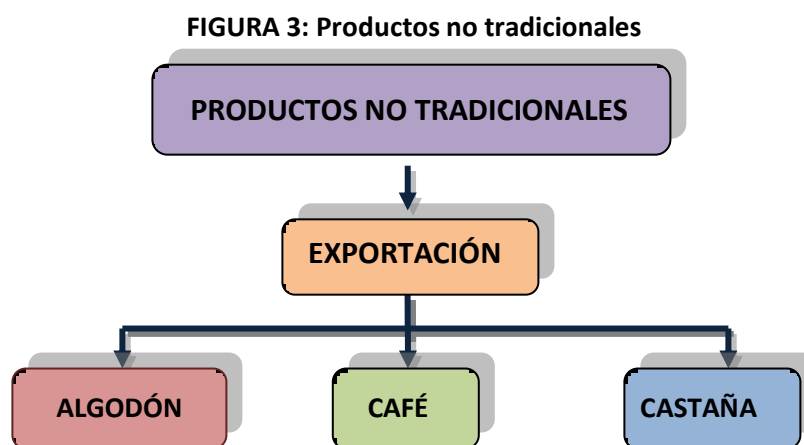 FIGURA 3: Productos no tradicionales
PRODUCTOS NO TRADICIONALES
EXPORTACIÓN
ALGODÓN
CAFÉ
CASTAÑA